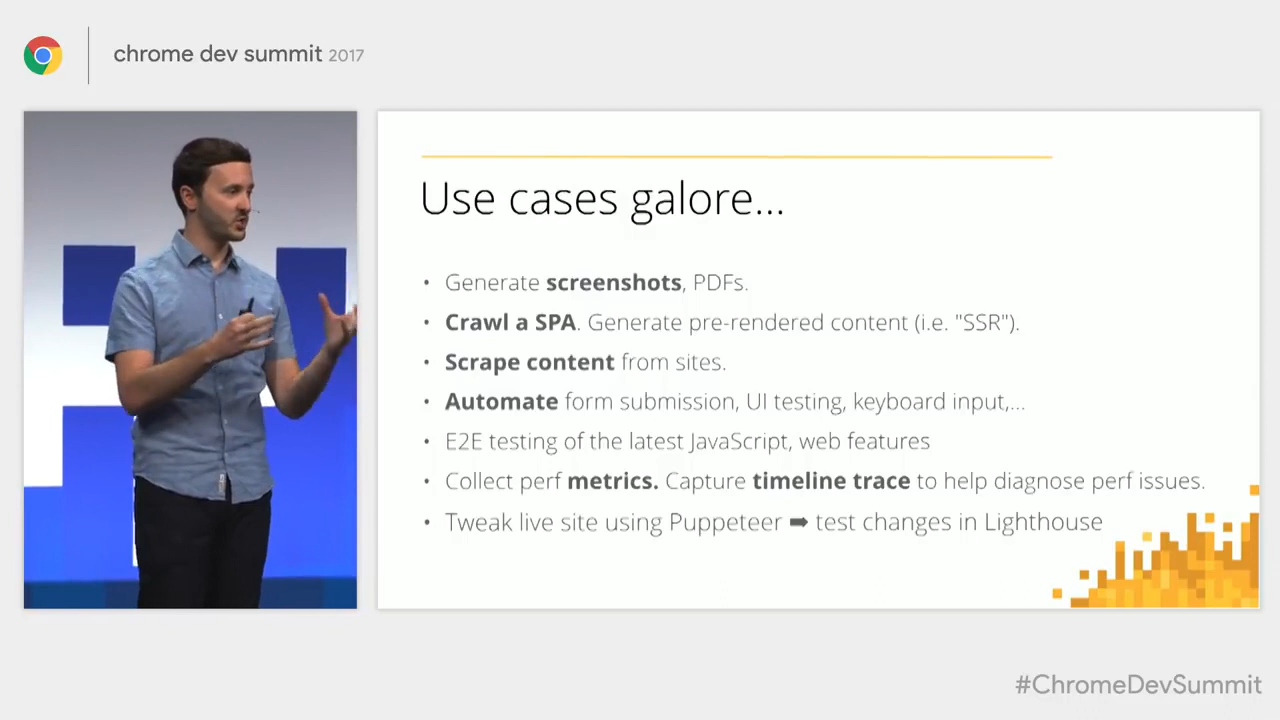 chrome dev summit 2017
Use cases galore...
• Generate screenshots, PDFs.
• Crawl a SPA. Generate pre-rendered content (i.e. "SSR").
• Scrape content from sites.
• Automate form submission, UI testing, keyboard input,...
• E2E testing of the latest JavaScript, web features
• Collect perf metrics. Capture timeline trace to help diagnose perf issues.
• Tweak live site using Puppeteer ➡ test changes in Lighthouse
#ChromeDevSummit